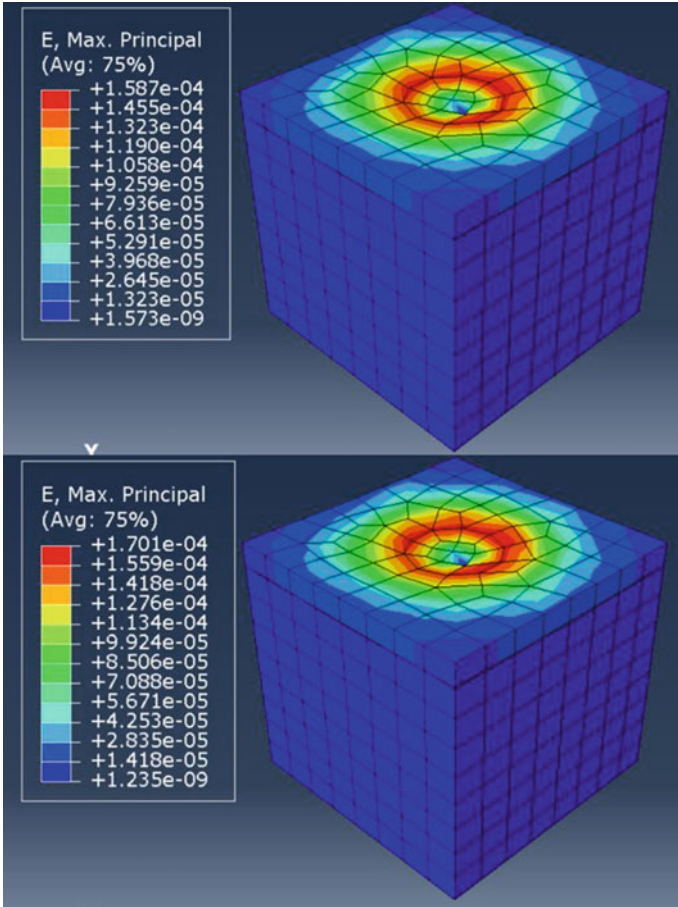 E, Max. Principal
(Avg: 75%)
+1.587e-04
+1.455e-04
+1.323e-04
+1.190e-04
+1.058e-04
+9.259e-05
+7.936e-05
+6.613e-05
+5.291e-05
+3.968e-05
+2.645e-05
+1.323e-05
+1.573e-09
Y
E, Max. Principal
(Avg: 75%)
+1.701e-04
+1.559e-04
+1.418e-04
+1.276e-04
+1.134e-04
+9.924e-05
+8.506e-05
+7.088e-05
+5.671e-05
+4.253e-05
+2.835e-05
+1.418e-05
+1.235e-09